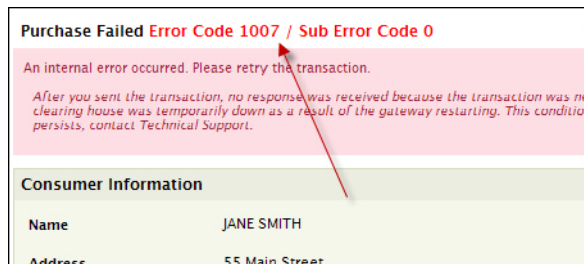 Purchase Failed Error Code 1007 / Sub Error Code 0
An internal error occurred. Please retry the transaction.
After you sent the transaction, no response was received because the transaction was
clearing house was temporarily down as a result of the gateway restarting. This
persists, contact Technical Support.
Consumer Information
Name JANE SMITH
Address 55 Main Street